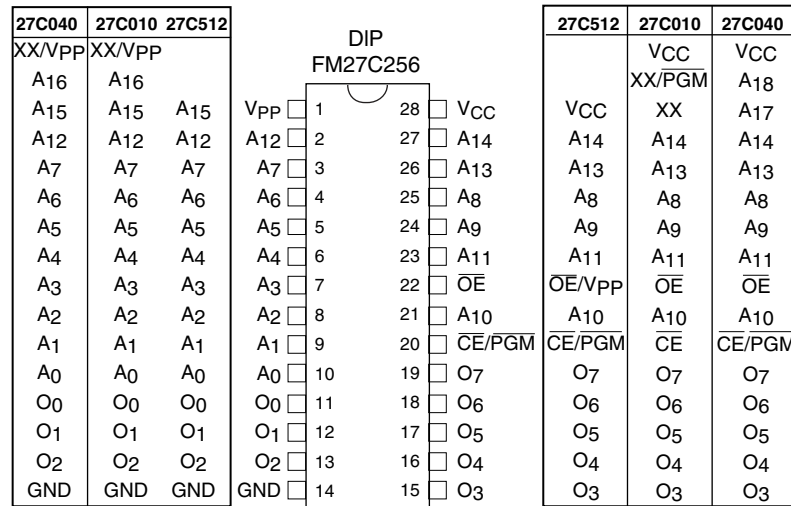 27C040 27C010 27C512 DIP 27C512 27C010 27C040
XX/VPP XX/VPP FM27C256 VCC VCC
A16 A16 XX/PGM A18
A15 A15 A15 VPP 1 28 VCC VCC XX A17
A12 A12 A12 A12 2 27 A14 A14 A14 A14
A7 A7 A7 A7 3 26 A13 A13 A13 A13
A6 A6 A6 A6 4 25 A8 A8 A8 A8
A5 A5 A5 A5 5 24 A9 A9 A9 A9
A4 A4 A4 A4 6 23 A11 A11 A11 A11
A3 A3 A3 A3 7 22 OE OE/VPP OE OE
A2 A2 A2 A2 8 21 A10 A10 A10 A10
A1 A1 A1 A1 9 20 CE/PGM CE/PGM CE CE/PGM
A0 A0 A0 A0 10 19 O7 O7 O7 O7
O0 O0 O0 O0 11 18 O6 O6 O6 O6
O1 O1 O1 O1 12 17 O5 O5 O5 O5
O2 O2 O2 O2 13 16 O4 O4 O4 O4
GND GND GND GND 14 15 O3 O3 O3 O3